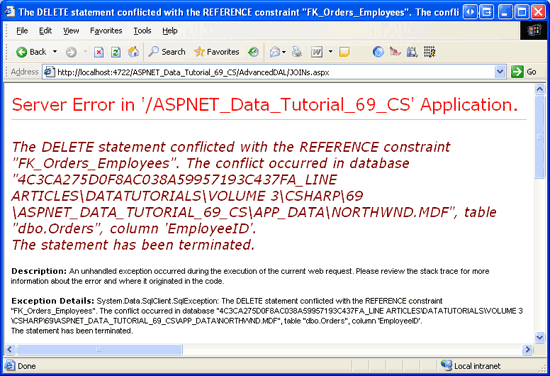 The DELETE statement conflicted with the REFERENCE constraint "FK_Orders_Employees". The confli
File Edit View Favorites Tools Help
Back Search Favorites
Address http://localhost:4722/ASPNET_Data_Tutorial_69_CS/AdvancedDAL/JOINs.aspx Go
Server Error in '/ASPNET_Data_Tutorial_69_CS' Application.
The DELETE statement conflicted with the REFERENCE constraint
"FK_Orders_Employees". The conflict occurred in database
"4C3CA275D0F8AC038A59957193C437FA_LINE
ARTICLES\DATATUTORIALS\VOLUME 3\CSHARP\69
\ASPNET_DATA_TUTORIAL_69_CS\APP_DATA\NORTHWND.MDF", table
"dbo.Orders", column 'EmployeeID'.
The statement has been terminated.
Description: An unhandled exception occurred during the execution of the current web request. Please review the stack trace for more
information about the error and where it originated in the code.
Exception Details: System.Data.SqlClient.SqlException: The DELETE statement conflicted with the REFERENCE constraint
"FK_Orders_Employees". The conflict occurred in database "4C3CA275D0F8AC038A59957193C437FA_LINE ARTICLES\DATATUTORIALS\VOLUME 3
\CSHARP\69\ASPNET_DATA_TUTORIAL_69_CS\APP_DATA\NORTHWND.MDF", table "dbo.Orders", column 'EmployeeID'.
The statement has been terminated.
Done Local intranet